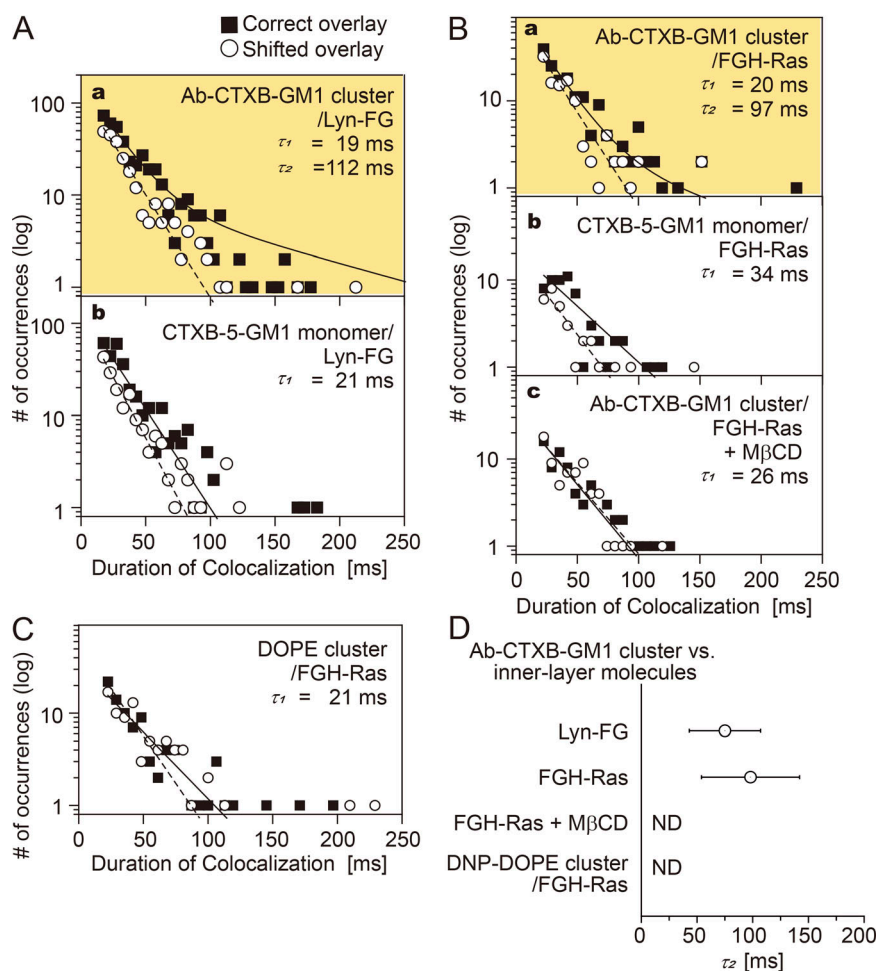 A
■ Correct overlay
○ Shifted overlay
a
Ab-CTXB-GM1 cluster
/Lyn-FG
τ1 = 19 ms
τ2 =112 ms
100
10
1
b
CTXB-5-GM1 monomer/
Lyn-FG
τ1 = 21 ms
100
10
1
# of occurrences (log)
0 50 100 150 200 250
Duration of Colocalization [ms]
B
a
Ab-CTXB-GM1 cluster
/FGH-Ras
τ1 = 20 ms
τ2 = 97 ms
10
1
b
CTXB-5-GM1 monomer/
FGH-Ras
τ1 = 34 ms
10
1
c
Ab-CTXB-GM1 cluster/
FGH-Ras
+ MβCD
τ1 = 26 ms
10
1
# of occurrences (log)
0 50 100 150 200 250
Duration of Colocalization [ms]
C
DOPE cluster
/FGH-Ras
τ1 = 21 ms
10
1
# of occurrences (log)
0 50 100 150 200 250
Duration of Colocalization [ms]
D
Ab-CTXB-GM1 cluster vs.
inner-layer molecules
Lyn-FG
FGH-Ras
FGH-Ras + MβCD ND
DNP-DOPE cluster ND
/FGH-Ras
0 50 100 150 200
τ2 [ms]